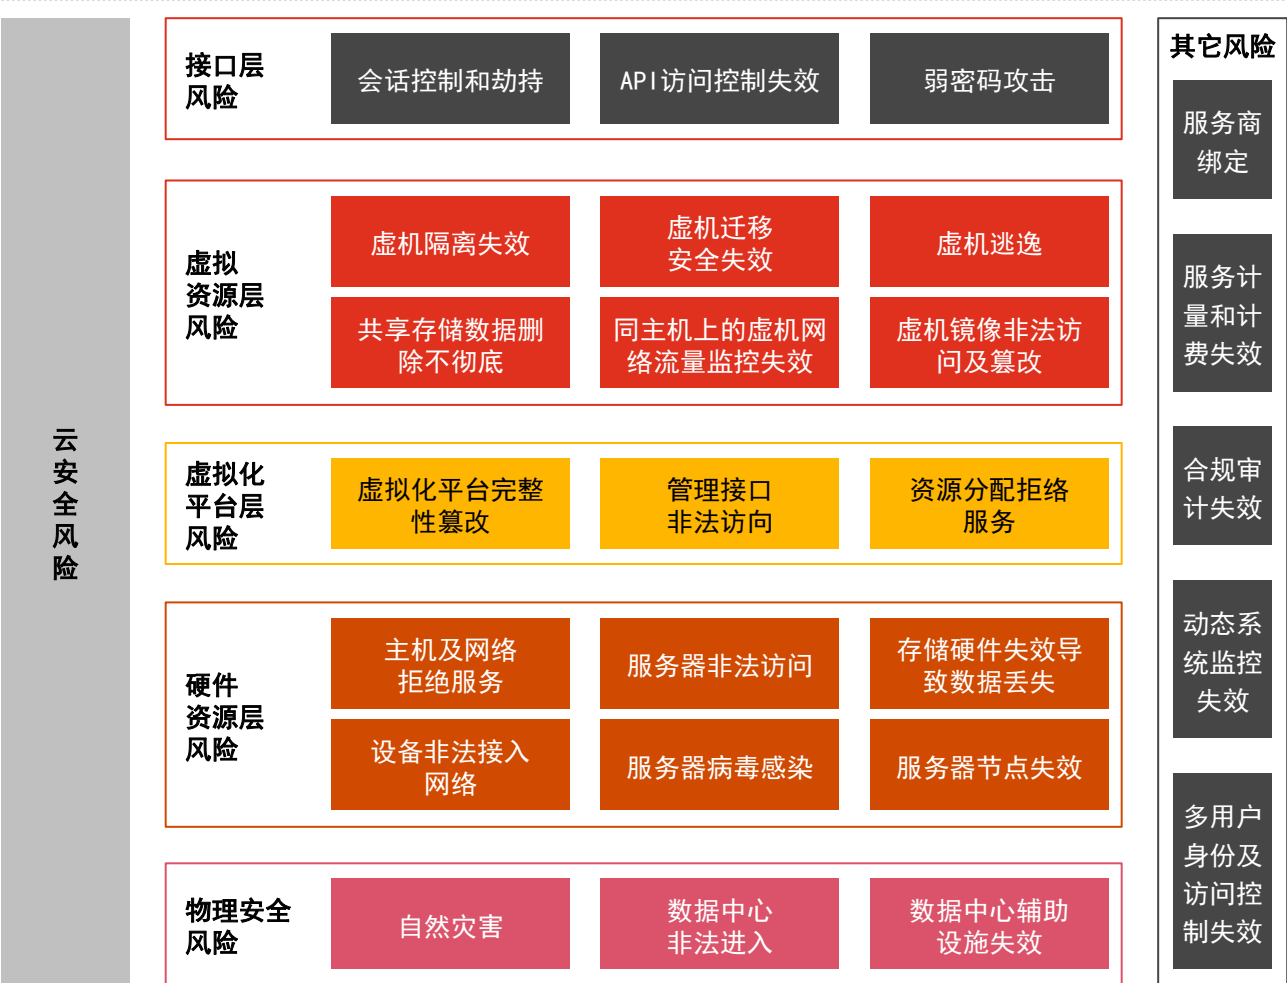 云
安
全
风
险
接口层
风险
会话控制和劫持
API访问控制失效
弱密码攻击
虚拟
资源层
风险
虚机隔离失效
虚机迁移
安全失效
虚机逃逸
共享存储数据删
除不彻底
同主机上的虚机网
络流量监控失效
虚机镜像非法访
问及篡改
虚拟化
平台层
风险
虚拟化平台完整
性篡改
管理接口
非法访向
资源分配拒络
服务
硬件
资源层
风险
主机及网络
拒绝服务
服务器非法访问
存储硬件失效导
致数据丢失
设备非法接入
网络
服务器病毒感染
服务器节点失效
物理安全
风险
自然灾害
数据中心
非法进入
数据中心辅助
设施失效
其它风险
服务商
绑定
服务计
量和计
费失效
合规审
计失效
动态系
统监控
失效
多用户
身份及
访问控
制失效